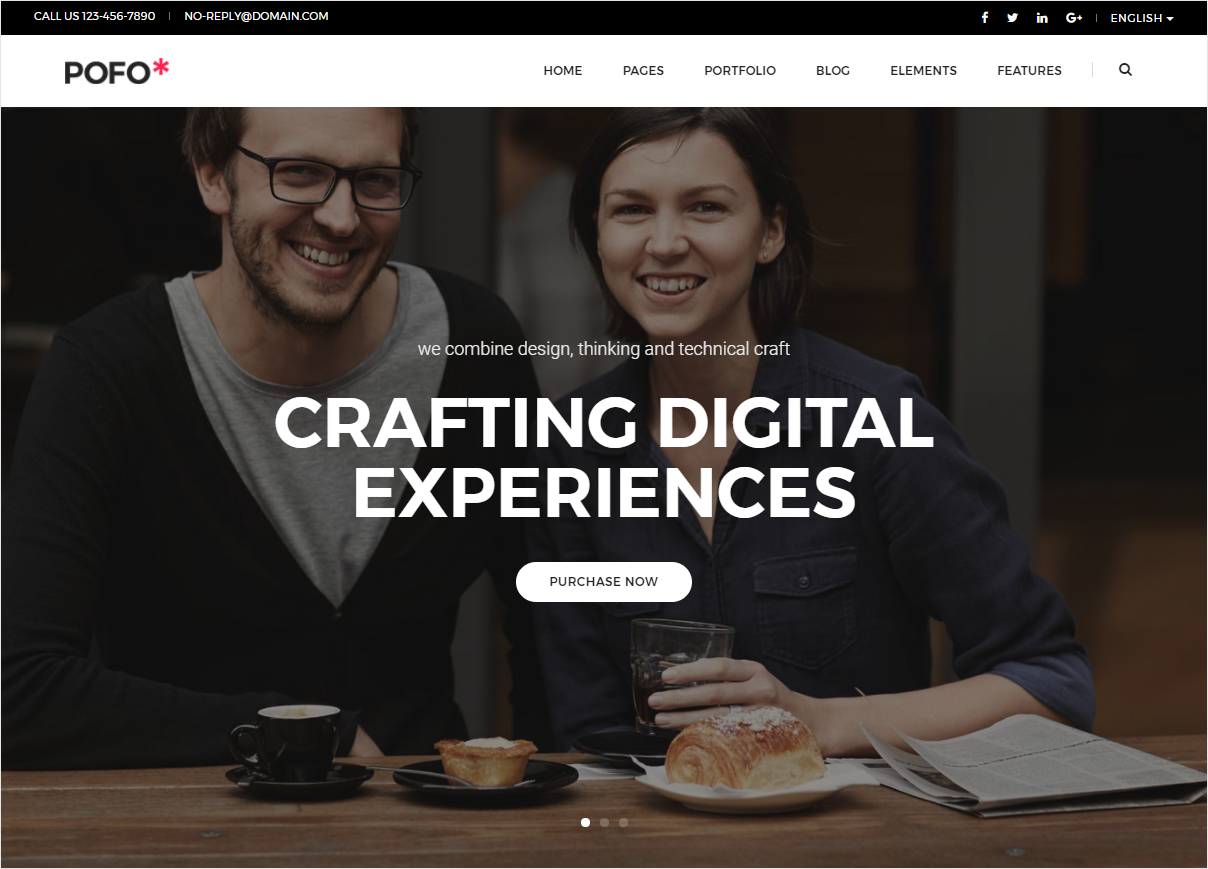 CALL US 123-456-7890 NO-REPLY@DOMAIN.COM ENGLISH
POFO*
HOME PAGES PORTFOLIO BLOG ELEMENTS FEATURES
we combine design, thinking and technical craft
CRAFTING DIGITAL
EXPERIENCES
PURCHASE NOW